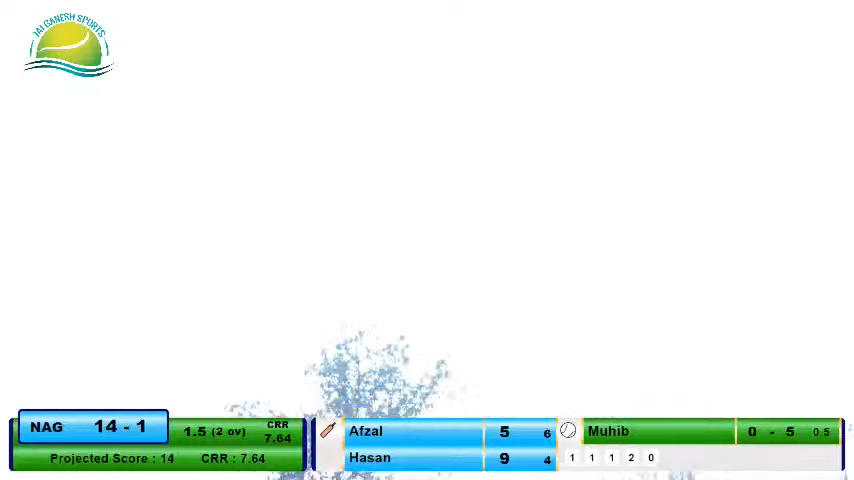 JAI GANESH SPORTS
NAG 14 - 1 1.5 (2 ov) CRR 7.64
Projected Score : 14 CRR : 7.64
Afzal 5 6
Hasan 9 4
Muhib 0 - 5 0.5
1 1 1 2 0